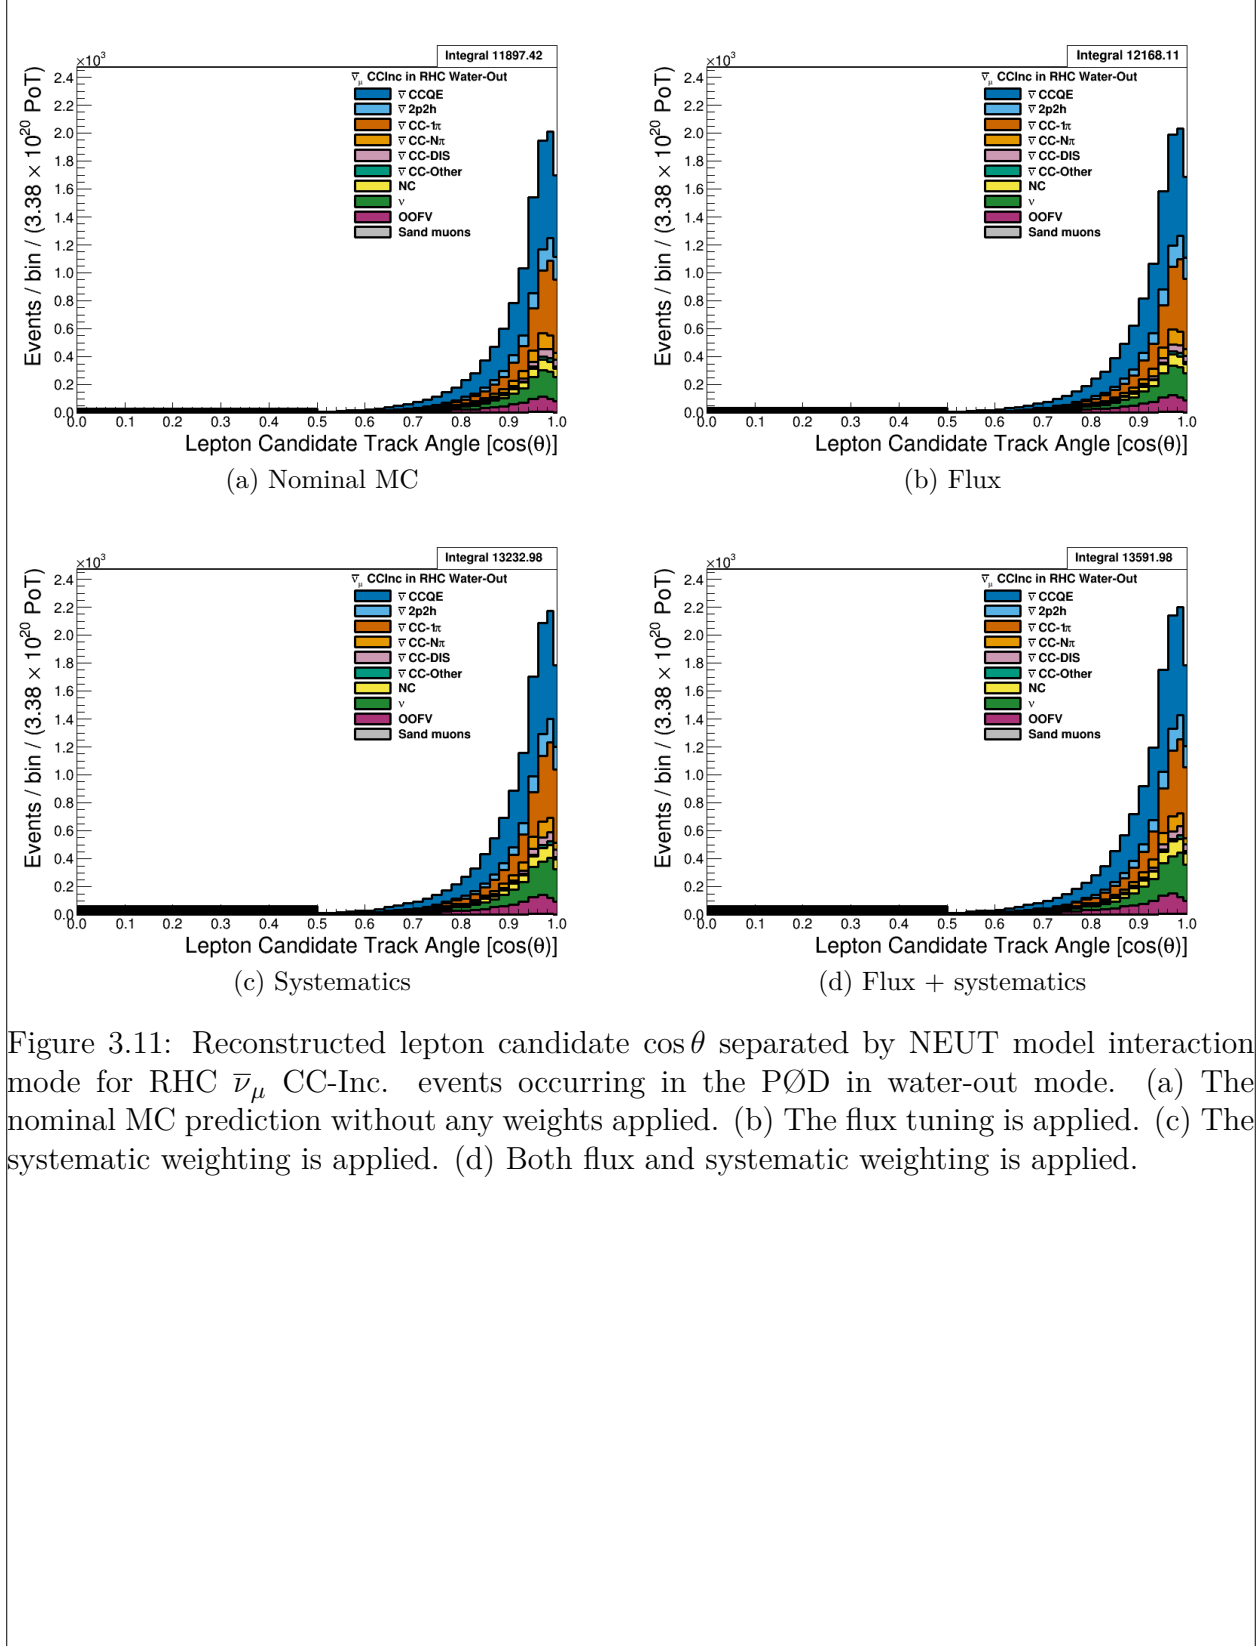 Integral 11897.42
×10³
ν̅μ CCInc in RHC Water-Out
ν̅ CCQE
ν̅ 2p2h
ν̅ CC-1π
ν̅ CC-Nπ
ν̅ CC-DIS
ν̅ CC-Other
NC
ν
OOFV
Sand muons
Events / bin / (3.38 × 10²⁰ PoT)
2.4
2.2
2.0
1.8
1.6
1.4
1.2
1.0
0.8
0.6
0.4
0.2
0.0
0 0.1 0.2 0.3 0.4 0.5 0.6 0.7 0.8 0.9 1.0
Lepton Candidate Track Angle [cos(θ)]
(a) Nominal MC
Integral 12168.11
×10³
ν̅μ CCInc in RHC Water-Out
ν̅ CCQE
ν̅ 2p2h
ν̅ CC-1π
ν̅ CC-Nπ
ν̅ CC-DIS
ν̅ CC-Other
NC
ν
OOFV
Sand muons
Events / bin / (3.38 × 10²⁰ PoT)
2.4
2.2
2.0
1.8
1.6
1.4
1.2
1.0
0.8
0.6
0.4
0.2
0.0
0.0 0.1 0.2 0.3 0.4 0.5 0.6 0.7 0.8 0.9 1.0
Lepton Candidate Track Angle [cos(θ)]
(b) Flux
Integral 13232.98
×10³
ν̅μ CCInc in RHC Water-Out
ν̅ CCQE
ν̅ 2p2h
ν̅ CC-1π
ν̅ CC-Nπ
ν̅ CC-DIS
ν̅ CC-Other
NC
ν
OOFV
Sand muons
Events / bin / (3.38 × 10²⁰ PoT)
2.4
2.2
2.0
1.8
1.6
1.4
1.2
1.0
0.8
0.6
0.4
0.2
0.0
0.0 0.1 0.2 0.3 0.4 0.5 0.6 0.7 0.8 0.9 1.0
Lepton Candidate Track Angle [cos(θ)]
(c) Systematics
Integral 13591.98
×10³
ν̅μ CCInc in RHC Water-Out
ν̅ CCQE
ν̅ 2p2h
ν̅ CC-1π
ν̅ CC-Nπ
ν̅ CC-DIS
ν̅ CC-Other
NC
ν
OOFV
Sand muons
Events / bin / (3.38 × 10²⁰ PoT)
2.4
2.2
2.0
1.8
1.6
1.4
1.2
1.0
0.8
0.6
0.4
0.2
0.0
0.0 0.1 0.2 0.3 0.4 0.5 0.6 0.7 0.8 0.9 1.0
Lepton Candidate Track Angle [cos(θ)]
(d) Flux + systematics
Figure 3.11: Reconstructed lepton candidate cos θ separated by NEUT model interaction
mode for RHC ν̅μ CC-Inc. events occurring in the PØD in water-out mode. (a) The
nominal MC prediction without any weights applied. (b) The flux tuning is applied. (c) The
systematic weighting is applied. (d) Both flux and systematic weighting is applied.